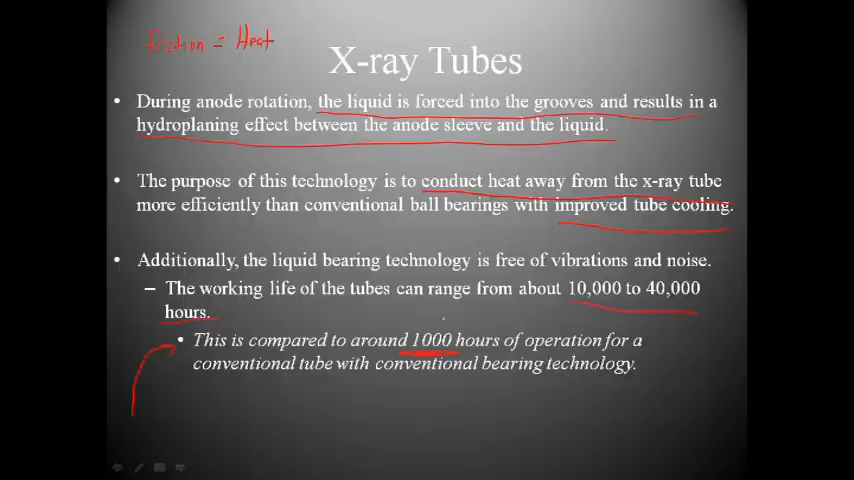 Friction = Heat
X-ray Tubes
• During anode rotation, the liquid is forced into the grooves and results in a
hydroplaning effect between the anode sleeve and the liquid.
• The purpose of this technology is to conduct heat away from the x-ray tube
more efficiently than conventional ball bearings with improved tube cooling.
• Additionally, the liquid bearing technology is free of vibrations and noise.
– The working life of the tubes can range from about 10,000 to 40,000
hours.
• This is compared to around 1000 hours of operation for a
conventional tube with conventional bearing technology.